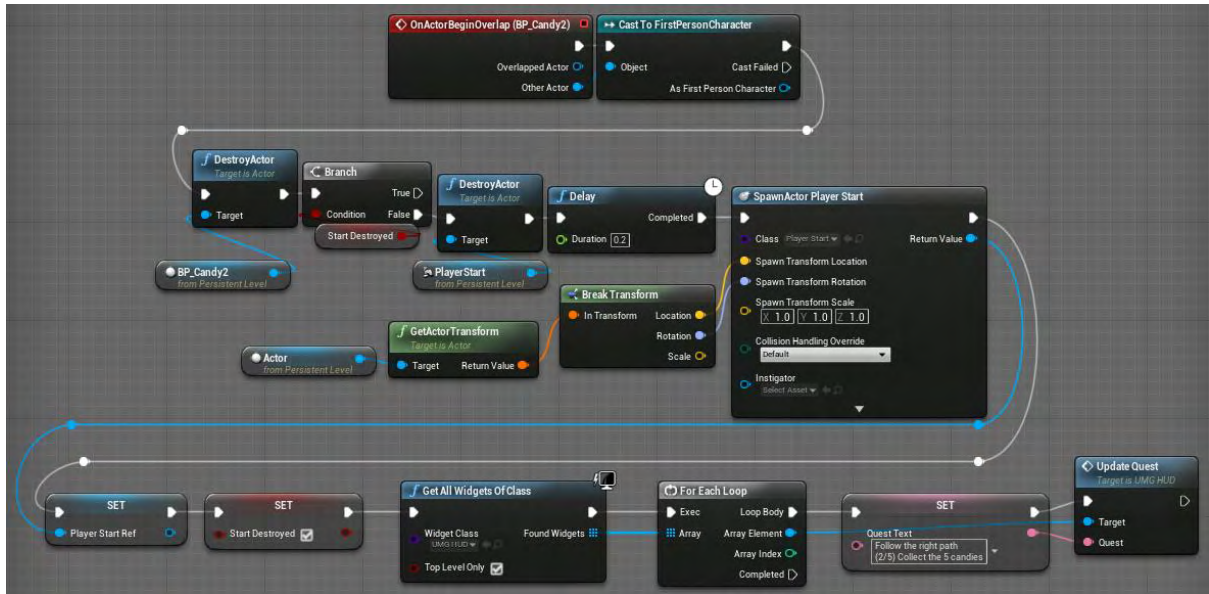 OnActorBeginOverlap (BP_Candy2)
Overlapped Actor
Other Actor
Cast To FirstPersonCharacter
Object
Cast Failed
As First Person Character
DestroyActor
Target is Actor
Target
BP_Candy2
from Persistent Level
Branch
True
Condition
False
Start Destroyed
DestroyActor
Target is Actor
Target
PlayerStart
from Persistent Level
Delay
Completed
Duration 0.2
SpawnActor Player Start
Class Player Start
Return Value
Spawn Transform Location
Spawn Transform Rotation
Spawn Transform Scale
X 1.0 Y 1.0 Z 1.0
Collision Handling Override
Default
Instigator
Select Asset
Actor
from Persistent Level
GetActorTransform
Target is Actor
Target
Return Value
BreakTransform
In Transform
Location
Rotation
Scale
SET
Player Start Ref
SET
Start Destroyed
Get All Widgets Of Class
Widget Class
UMG HUD
Found Widgets
Top Level Only
For Each Loop
Exec
Loop Body
Array
Array Element
Array Index
Completed
SET
Quest Text
Follow the right path
(2/5) Collect the 5 candies
Update Quest
Target is UMG HUD
Target
Quest